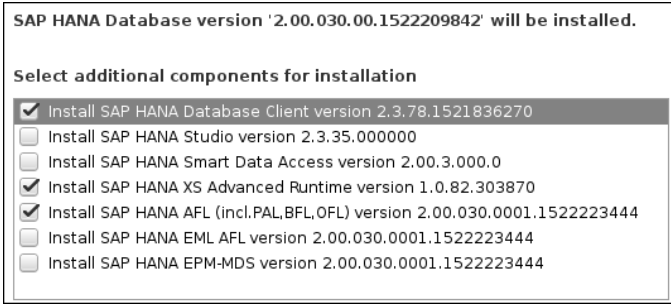 SAP HANA Database version '2.00.030.00.1522209842' will be installed.
Select additional components for installation
Install SAP HANA Database Client version 2.3.78.1521836270
Install SAP HANA Studio version 2.3.35.000000
Install SAP HANA Smart Data Access version 2.00.3.000.0
Install SAP HANA XS Advanced Runtime version 1.0.82.303870
Install SAP HANA AFL (incl.PAL,BFL,OFL) version 2.00.030.0001.1522223444
Install SAP HANA EML AFL version 2.00.030.0001.1522223444
Install SAP HANA EPM-MDS version 2.00.030.0001.1522223444